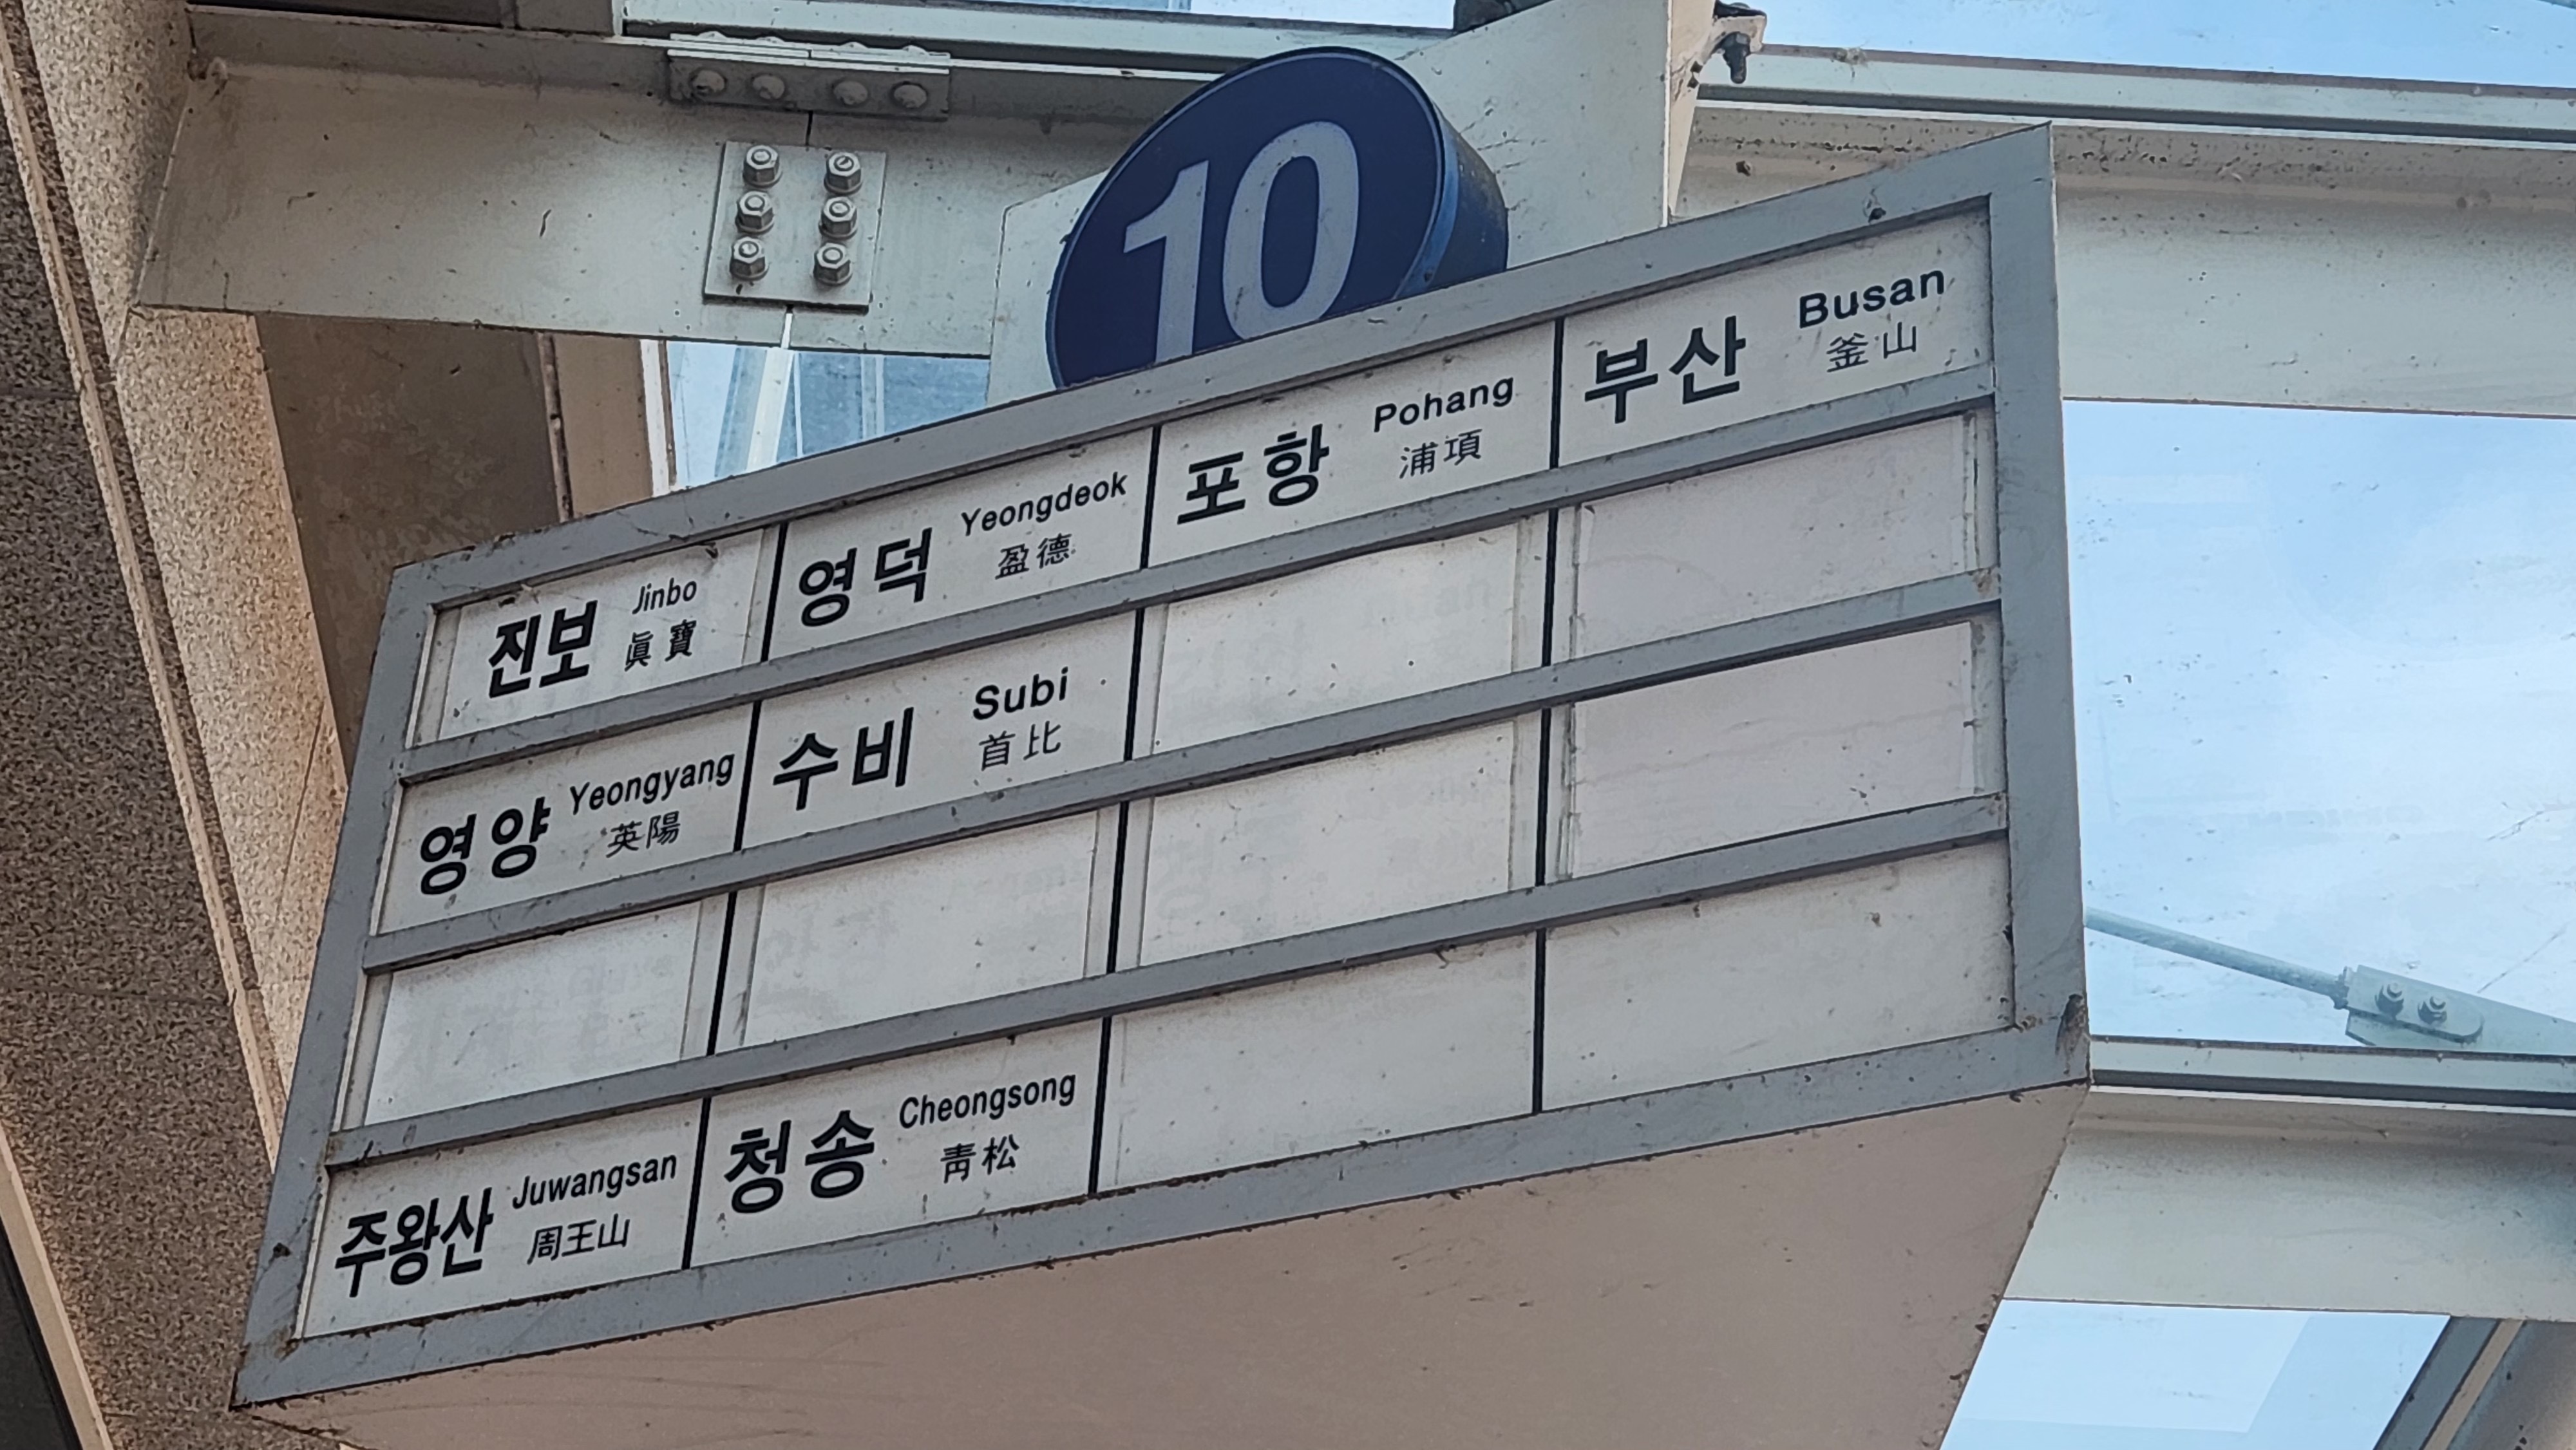 10
진보 Jinbo 眞寶
영덕 Yeongdeok 盈德
포항 Pohang 浦項
부산 Busan 釜山
영양 Yeongyang 英陽
수비 Subi 首比
주왕산 Juwangsan 周王山
청송 Cheongsong 靑松